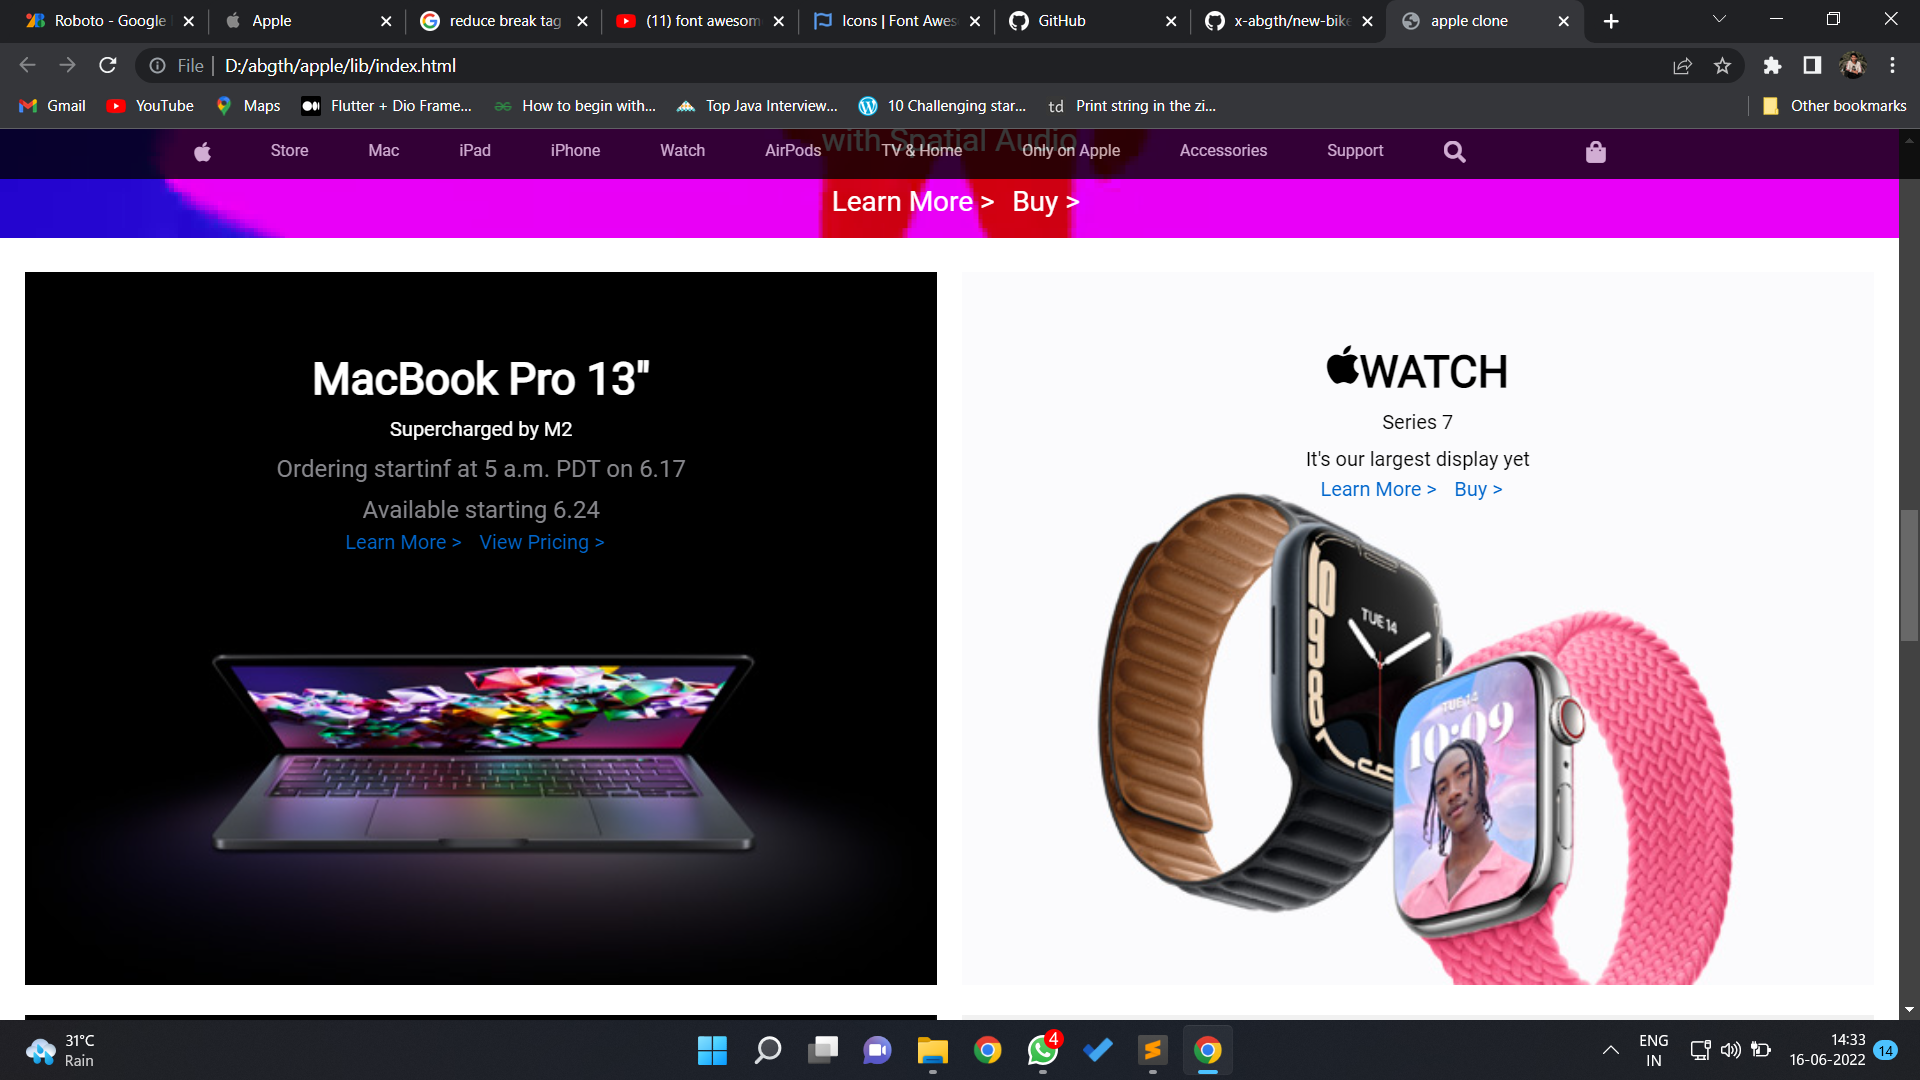 Roboto - Google
Apple
reduce break tag
(11) font awesom
Icons | Font Awes
GitHub
x-abgth/new-bike
apple clone
File | D:/abgth/apple/lib/index.html
Gmail
YouTube
Maps
Flutter + Dio Frame...
How to begin with...
Top Java Interview...
10 Challenging star...
td Print string in the zi...
Other bookmarks
with Spatial Audio
Store
Mac
iPad
iPhone
Watch
AirPods
TV & Home
Only on Apple
Accessories
Support
Learn More > Buy >
MacBook Pro 13"
Supercharged by M2
Ordering startinf at 5 a.m. PDT on 6.17
Available starting 6.24
Learn More > View Pricing >
WATCH
Series 7
It's our largest display yet
Learn More > Buy >
TUE 14
TUE 14
10:09
31°C
Rain
4
ENG
IN
14:33
16-06-2022
14